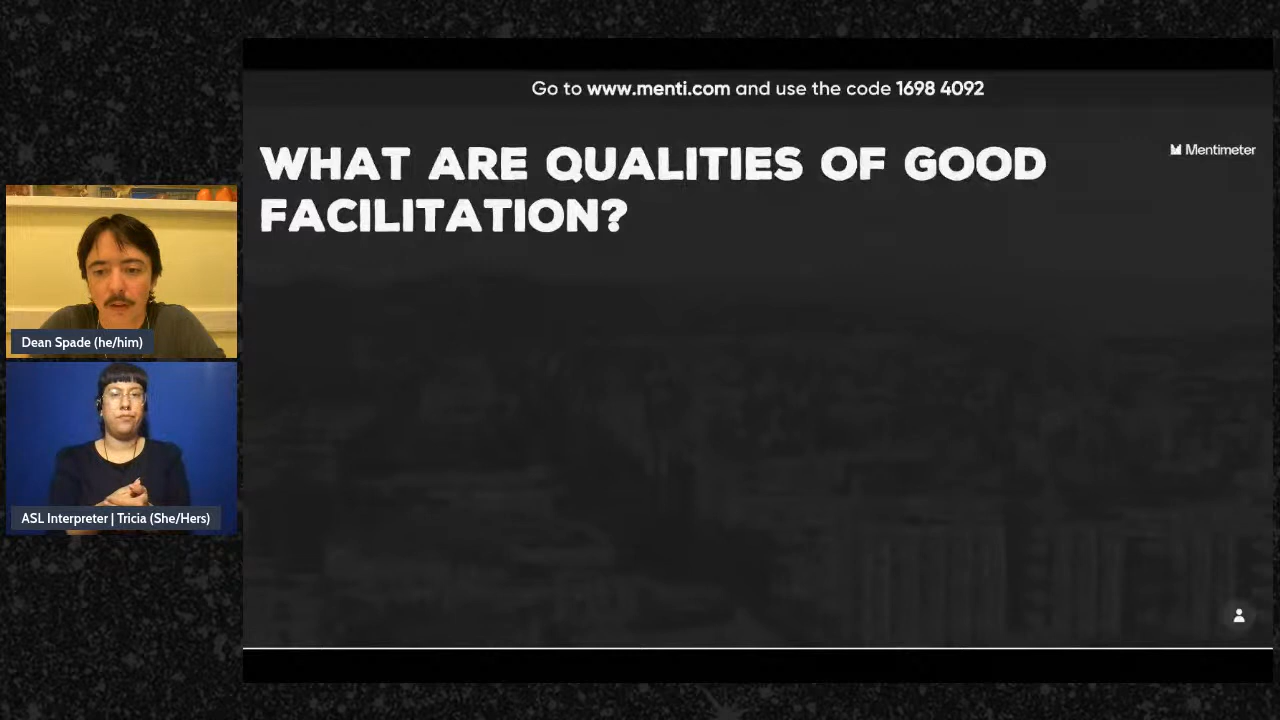 Go to www.menti.com and use the code 1698 4092
WHAT ARE QUALITIES OF GOOD
FACILITATION?
Mentimeter
Dean Spade (he/him)
ASL Interpreter | Tricia (She/Hers)